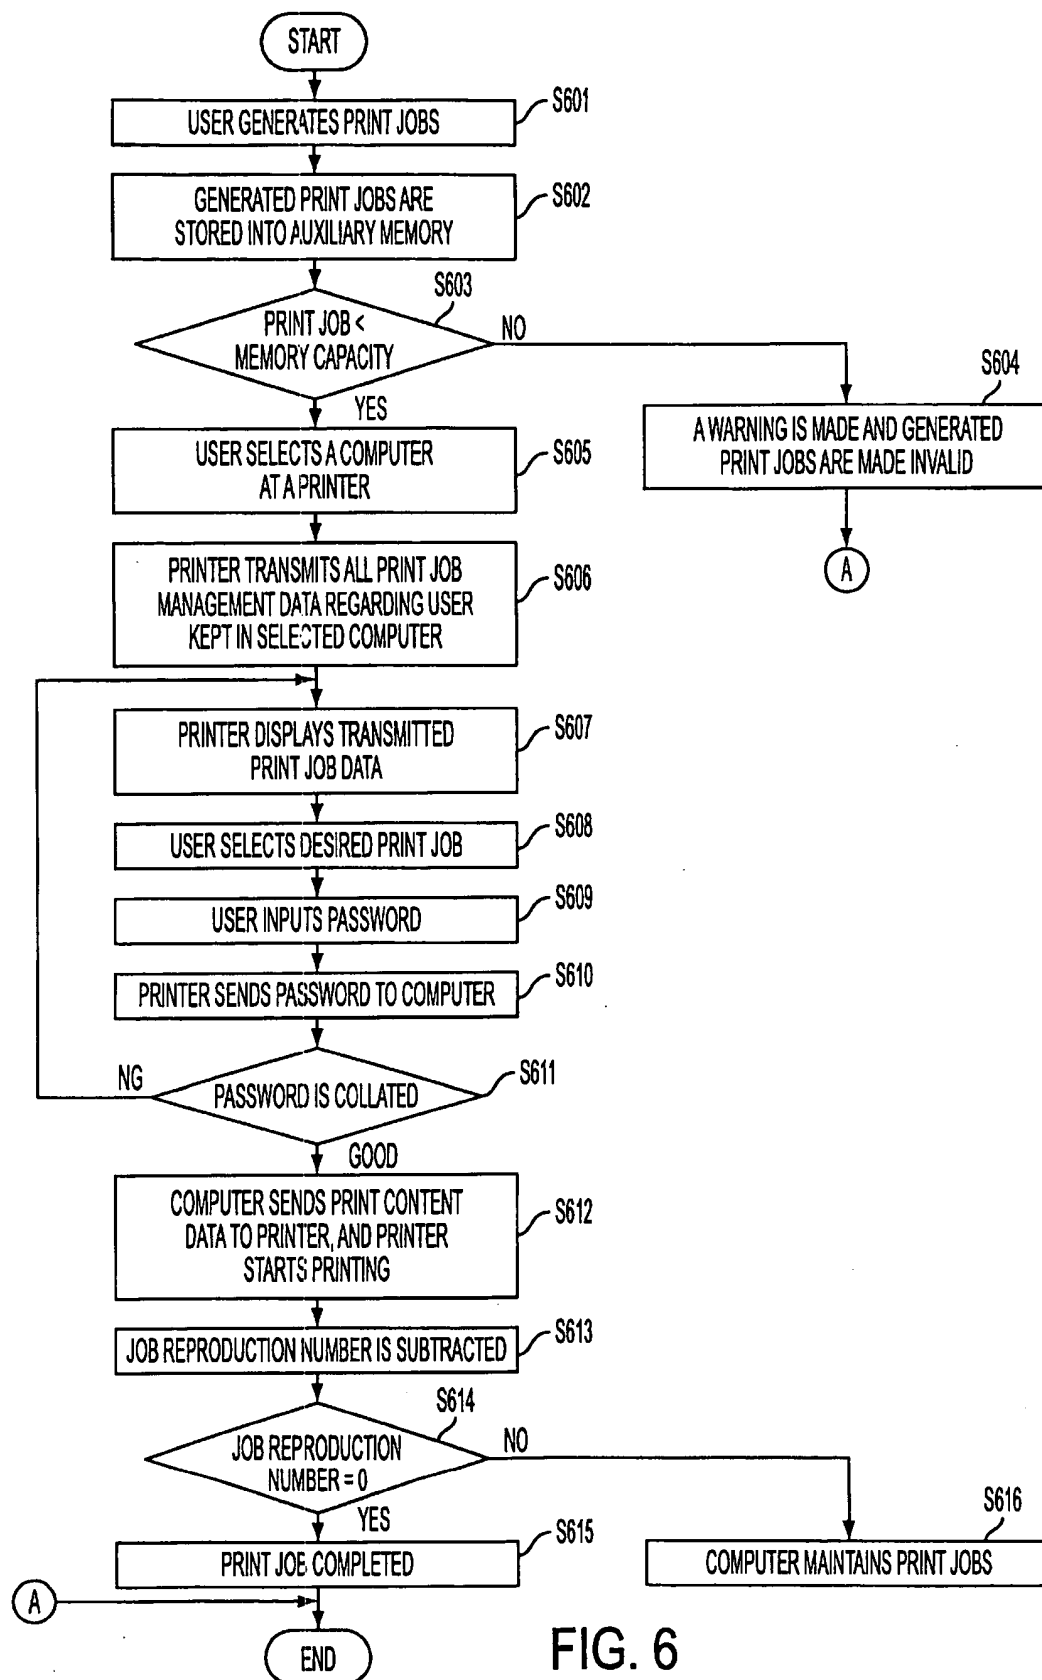 START
S601
USER GENERATES PRINT JOBS
S602
GENERATED PRINT JOBS ARE
STORED INTO AUXILIARY MEMORY
S603
PRINT JOB <
MEMORY CAPACITY
NO
YES
S604
A WARNING IS MADE AND GENERATED
PRINT JOBS ARE MADE INVALID
A
S605
USER SELECTS A COMPUTER
AT A PRINTER
S606
PRINTER TRANSMITS ALL PRINT JOB
MANAGEMENT DATA REGARDING USER
KEPT IN SELECTED COMPUTER
S607
PRINTER DISPLAYS TRANSMITTED
PRINT JOB DATA
S608
USER SELECTS DESIRED PRINT JOB
S609
USER INPUTS PASSWORD
S610
PRINTER SENDS PASSWORD TO COMPUTER
S611
NG
PASSWORD IS COLLATED
GOOD
S612
COMPUTER SENDS PRINT CONTENT
DATA TO PRINTER, AND PRINTER
STARTS PRINTING
S613
JOB REPRODUCTION NUMBER IS SUBTRACTED
S614
JOB REPRODUCTION
NUMBER = 0
NO
YES
S615
PRINT JOB COMPLETED
S616
COMPUTER MAINTAINS PRINT JOBS
A
END
FIG. 6